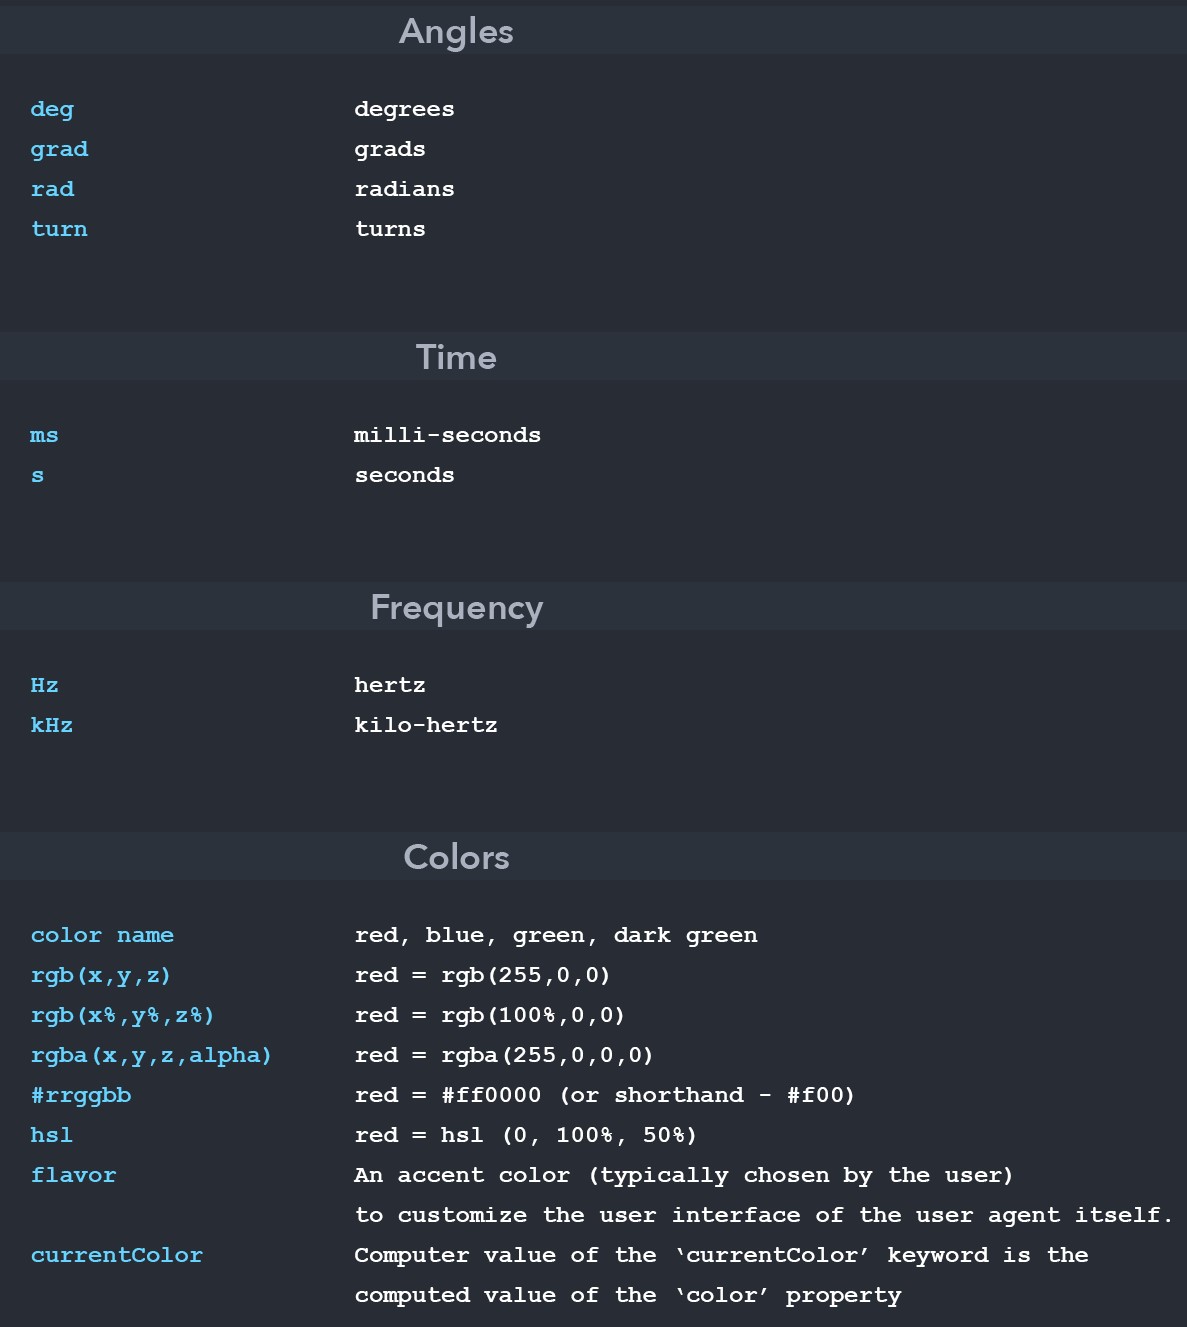 Angles
deg degrees
grad grads
rad radians
turn turns
Time
ms milli-seconds
s seconds
Frequency
Hz hertz
kHz kilo-hertz
Colors
color name red, blue, green, dark green
rgb(x,y,z) red = rgb(255,0,0)
rgb(x%,y%,z%) red = rgb(100%,0,0)
rgba(x,y,z,alpha) red = rgba(255,0,0,0)
#rrggbb red = #ff0000 (or shorthand - #f00)
hsl red = hsl (0, 100%, 50%)
flavor An accent color (typically chosen by the user)
to customize the user interface of the user agent itself.
currentColor Computer value of the ‘currentColor’ keyword is the
computed value of the ‘color’ property